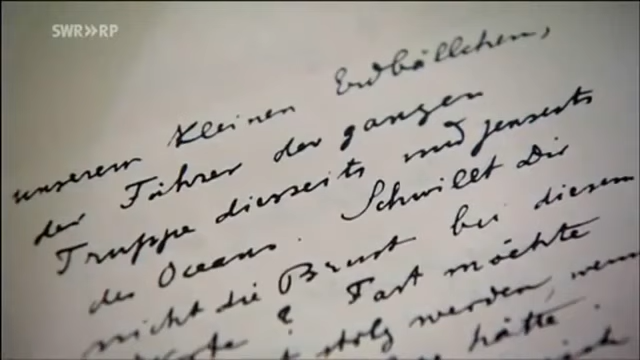 SWR»RP
unserem kleinen Erdbällchen,
der Führer der ganzen
Truppe diesseits und jenseits
des Oceans. Schwillt Dir
nicht die Brust bei diesem
? Fast möchte
stolz werden, wenn
hätte.